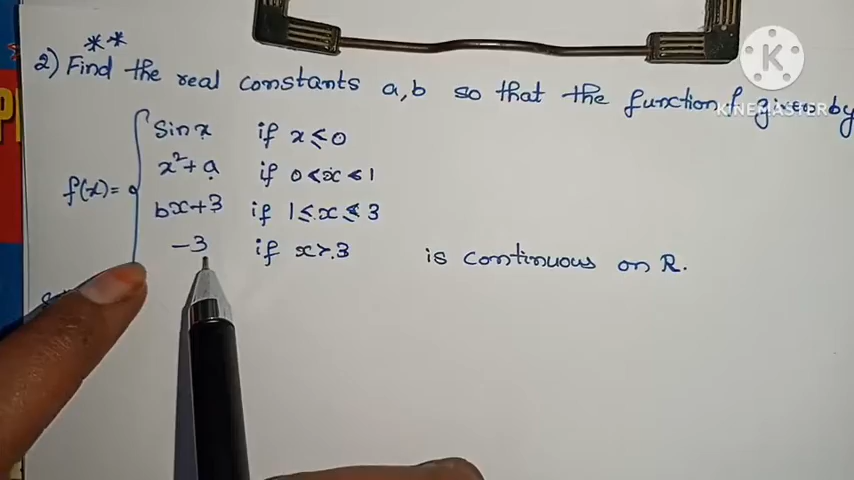 **
2) Find the real constants a,b so that the function f given by
sin x if x ≤ 0
x² + a if 0 < x < 1
f(x) = bx + 3 if 1 ≤ x ≤ 3
-3 if x > 3 is continuous on R.
K
KINEMASTER